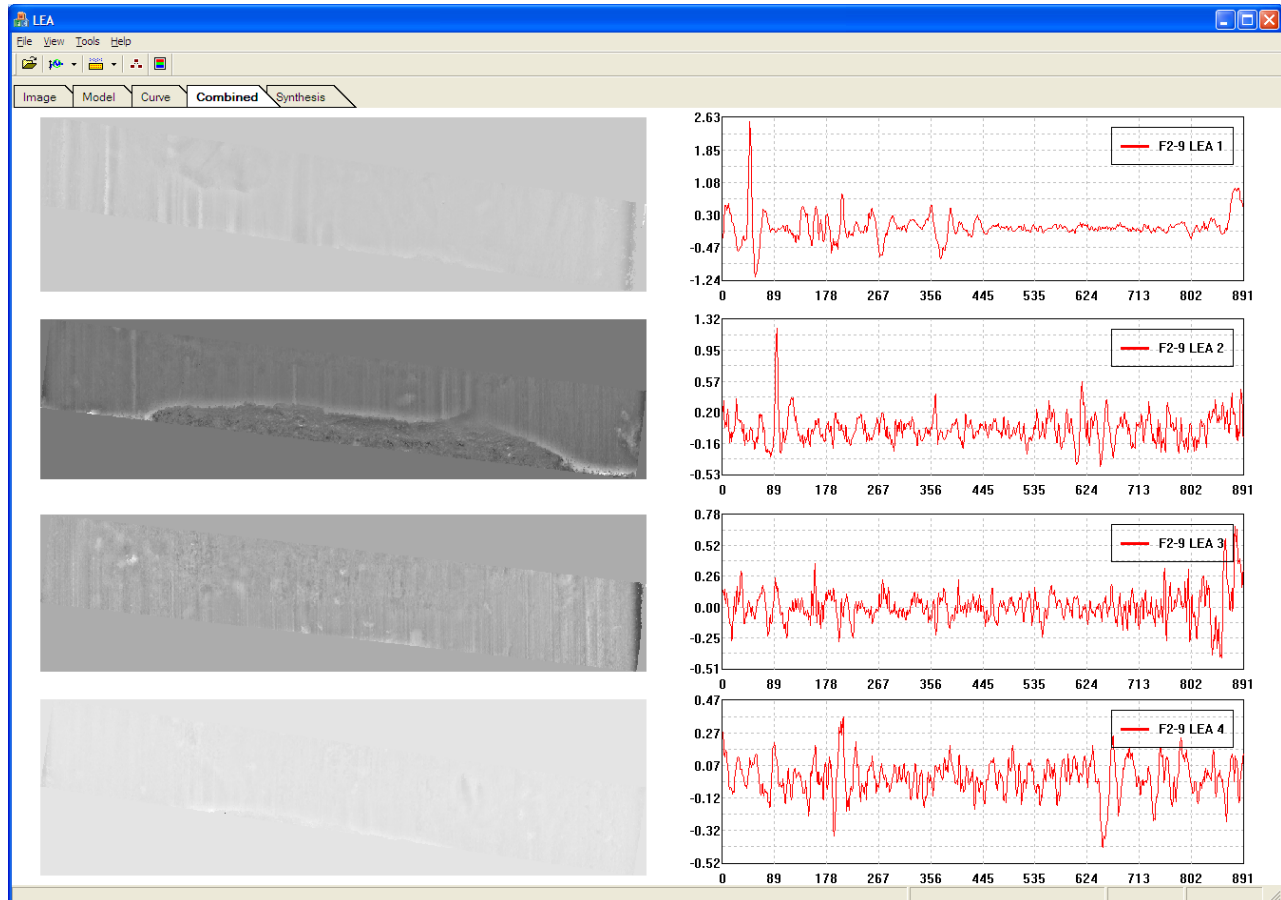 LEA
File View Tools Help
Image Model Curve Combined Synthesis
2.63
1.85
1.08
0.30
-0.47
-1.24
F2-9 LEA 1
0 89 178 267 356 445 535 624 713 802 891
1.32
0.95
0.57
0.20
-0.16
-0.53
F2-9 LEA 2
0 89 178 267 356 445 535 624 713 802 891
0.78
0.52
0.26
0.00
-0.25
-0.51
F2-9 LEA 3
0 89 178 267 356 445 535 624 713 802 891
0.47
0.27
0.07
-0.12
-0.32
-0.52
F2-9 LEA 4
0 89 178 267 356 445 535 624 713 802 891